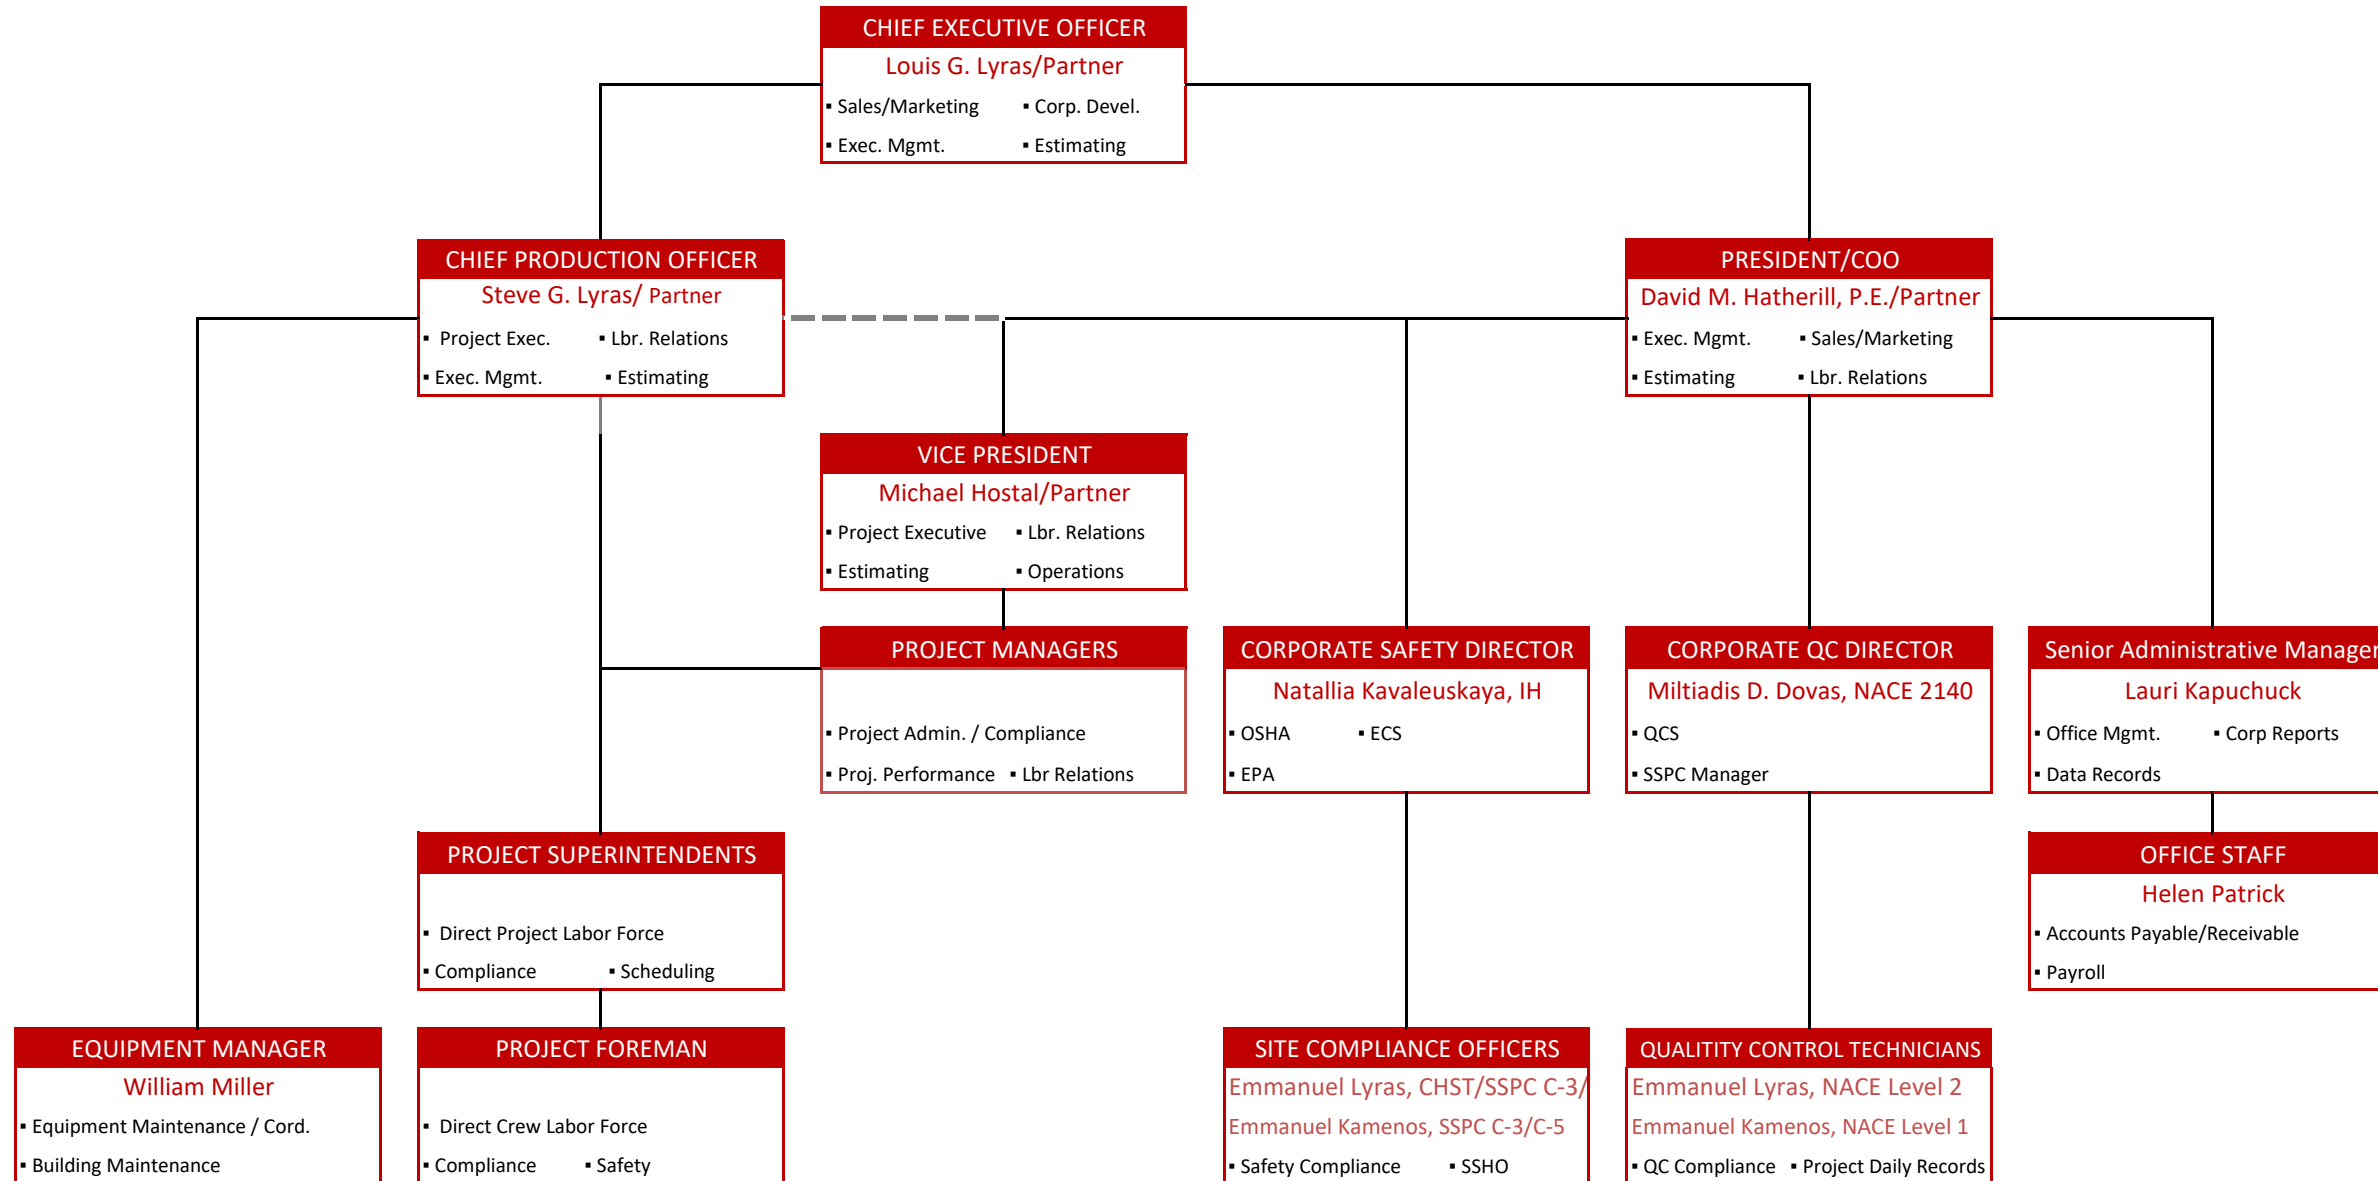 CHIEF EXECUTIVE OFFICER
Louis G. Lyras/Partner
▪ Sales/Marketing ▪ Corp. Devel.
▪ Exec. Mgmt. ▪ Estimating
CHIEF PRODUCTION OFFICER
Steve G. Lyras/ Partner
▪ Project Exec. ▪ Lbr. Relations
▪ Exec. Mgmt. ▪ Estimating
PRESIDENT/COO
David M. Hatherill, P.E./Partner
▪ Exec. Mgmt. ▪ Sales/Marketing
▪ Estimating ▪ Lbr. Relations
VICE PRESIDENT
Michael Hostal/Partner
▪ Project Executive ▪ Lbr. Relations
▪ Estimating ▪ Operations
PROJECT MANAGERS
▪ Project Admin. / Compliance
▪ Proj. Performance ▪ Lbr Relations
CORPORATE SAFETY DIRECTOR
Natallia Kavaleuskaya, IH
▪ OSHA ▪ ECS
▪ EPA
CORPORATE QC DIRECTOR
Miltiadis D. Dovas, NACE 2140
▪ QCS
▪ SSPC Manager
Senior Administrative Manager
Lauri Kapuchuck
▪ Office Mgmt. ▪ Corp Reports
▪ Data Records
PROJECT SUPERINTENDENTS
▪ Direct Project Labor Force
▪ Compliance ▪ Scheduling
OFFICE STAFF
Helen Patrick
▪ Accounts Payable/Receivable
▪ Payroll
EQUIPMENT MANAGER
William Miller
▪ Equipment Maintenance / Cord.
▪ Building Maintenance
PROJECT FOREMAN
▪ Direct Crew Labor Force
▪ Compliance ▪ Safety
SITE COMPLIANCE OFFICERS
Emmanuel Lyras, CHST/SSPC C-3/
Emmanuel Kamenos, SSPC C-3/C-5
▪ Safety Compliance ▪ SSHO
QUALITITY CONTROL TECHNICIANS
Emmanuel Lyras, NACE Level 2
Emmanuel Kamenos, NACE Level 1
▪ QC Compliance ▪ Project Daily Records